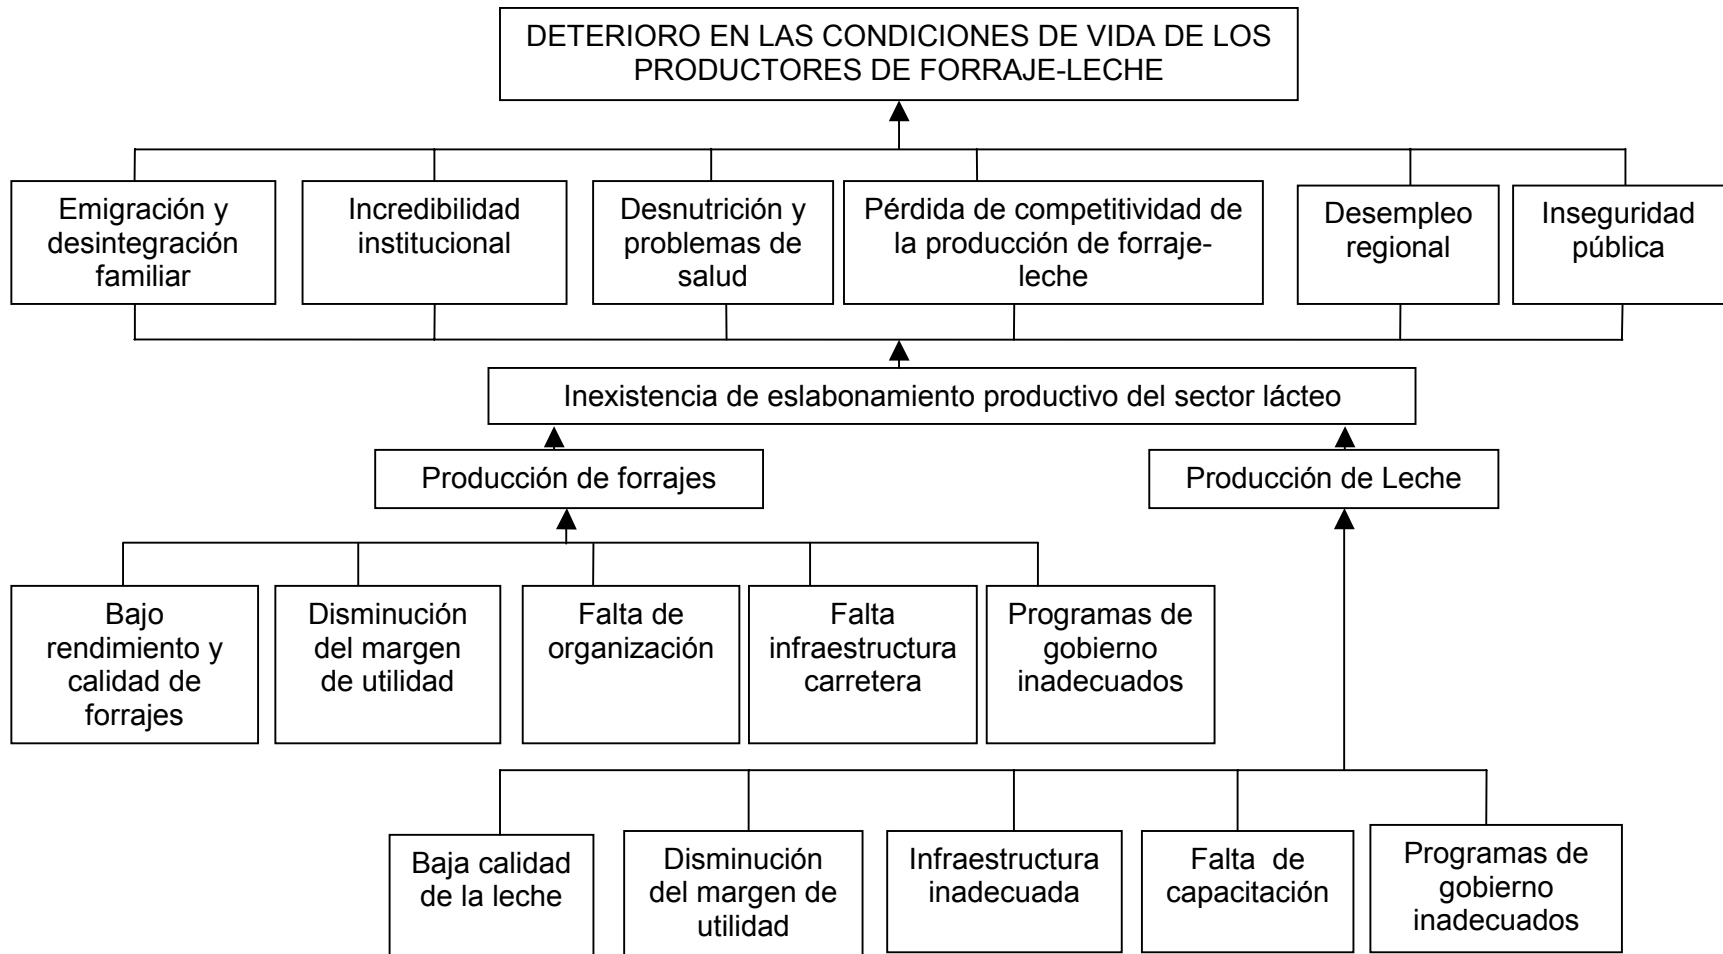 DETERIORO EN LAS CONDICIONES DE VIDA DE LOS
PRODUCTORES DE FORRAJE-LECHE
Emigración y
desintegración
familiar
Incredibilidad
institucional
Desnutrición y
problemas de
salud
Pérdida de competitividad de
la producción de forraje-
leche
Desempleo
regional
Inseguridad
pública
Inexistencia de eslabonamiento productivo del sector lácteo
Producción de forrajes
Producción de Leche
Bajo
rendimiento y
calidad de
forrajes
Disminución
del margen
de utilidad
Falta de
organización
Falta
infraestructura
carretera
Programas de
gobierno
inadecuados
Baja calidad
de la leche
Disminución
del margen de
utilidad
Infraestructura
inadecuada
Falta  de
capacitación
Programas de
gobierno
inadecuados